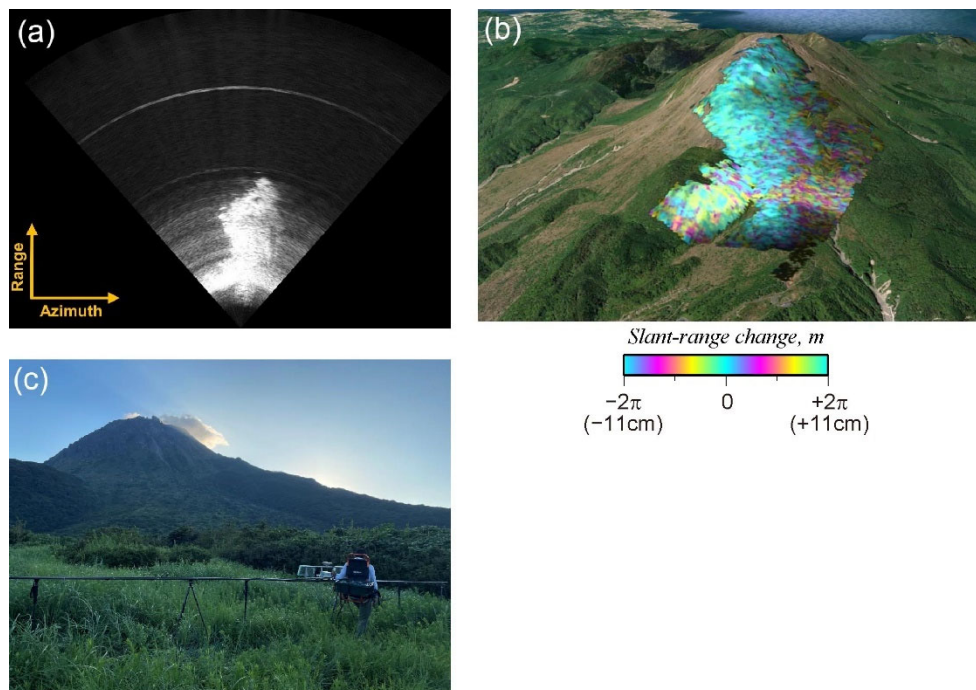 (a)
Range
Azimuth
(b)
Slant-range change, m
−2π 0 +2π
(−11cm) (+11cm)
(c)